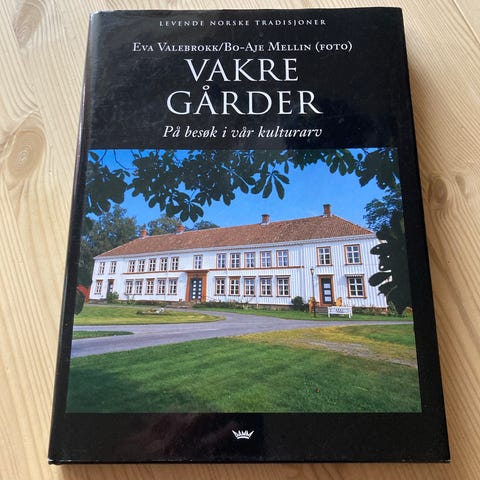 LEVENDE NORSKE TRADISJONER
EVA VALEBROKK/BO-AJE MELLIN (FOTO)
VAKRE
GÅRDER
På besøk i vår kulturarv